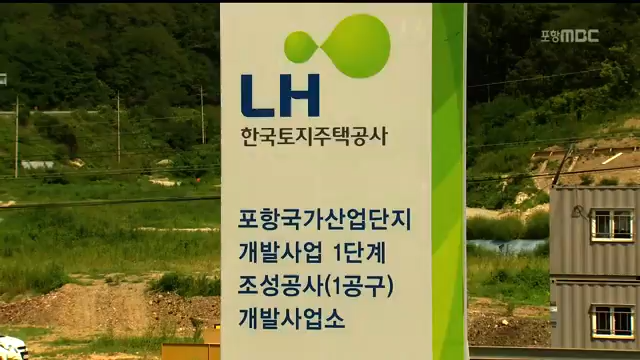 포항MBC
LH
한국토지주택공사
포항국가산업단지
개발사업 1단계
조성공사(1공구)
개발사업소